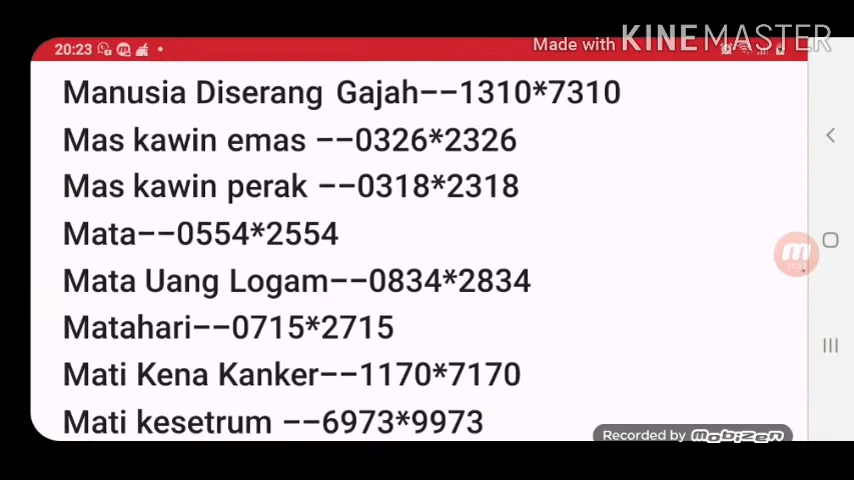 20:23
Made with KINEMASTER
Manusia Diserang Gajah--1310*7310
Mas kawin emas --0326*2326
Mas kawin perak --0318*2318
Mata--0554*2554
Mata Uang Logam--0834*2834
Matahari--0715*2715
Mati Kena Kanker--1170*7170
Mati kesetrum --6973*9973
Recorded by Mobizen